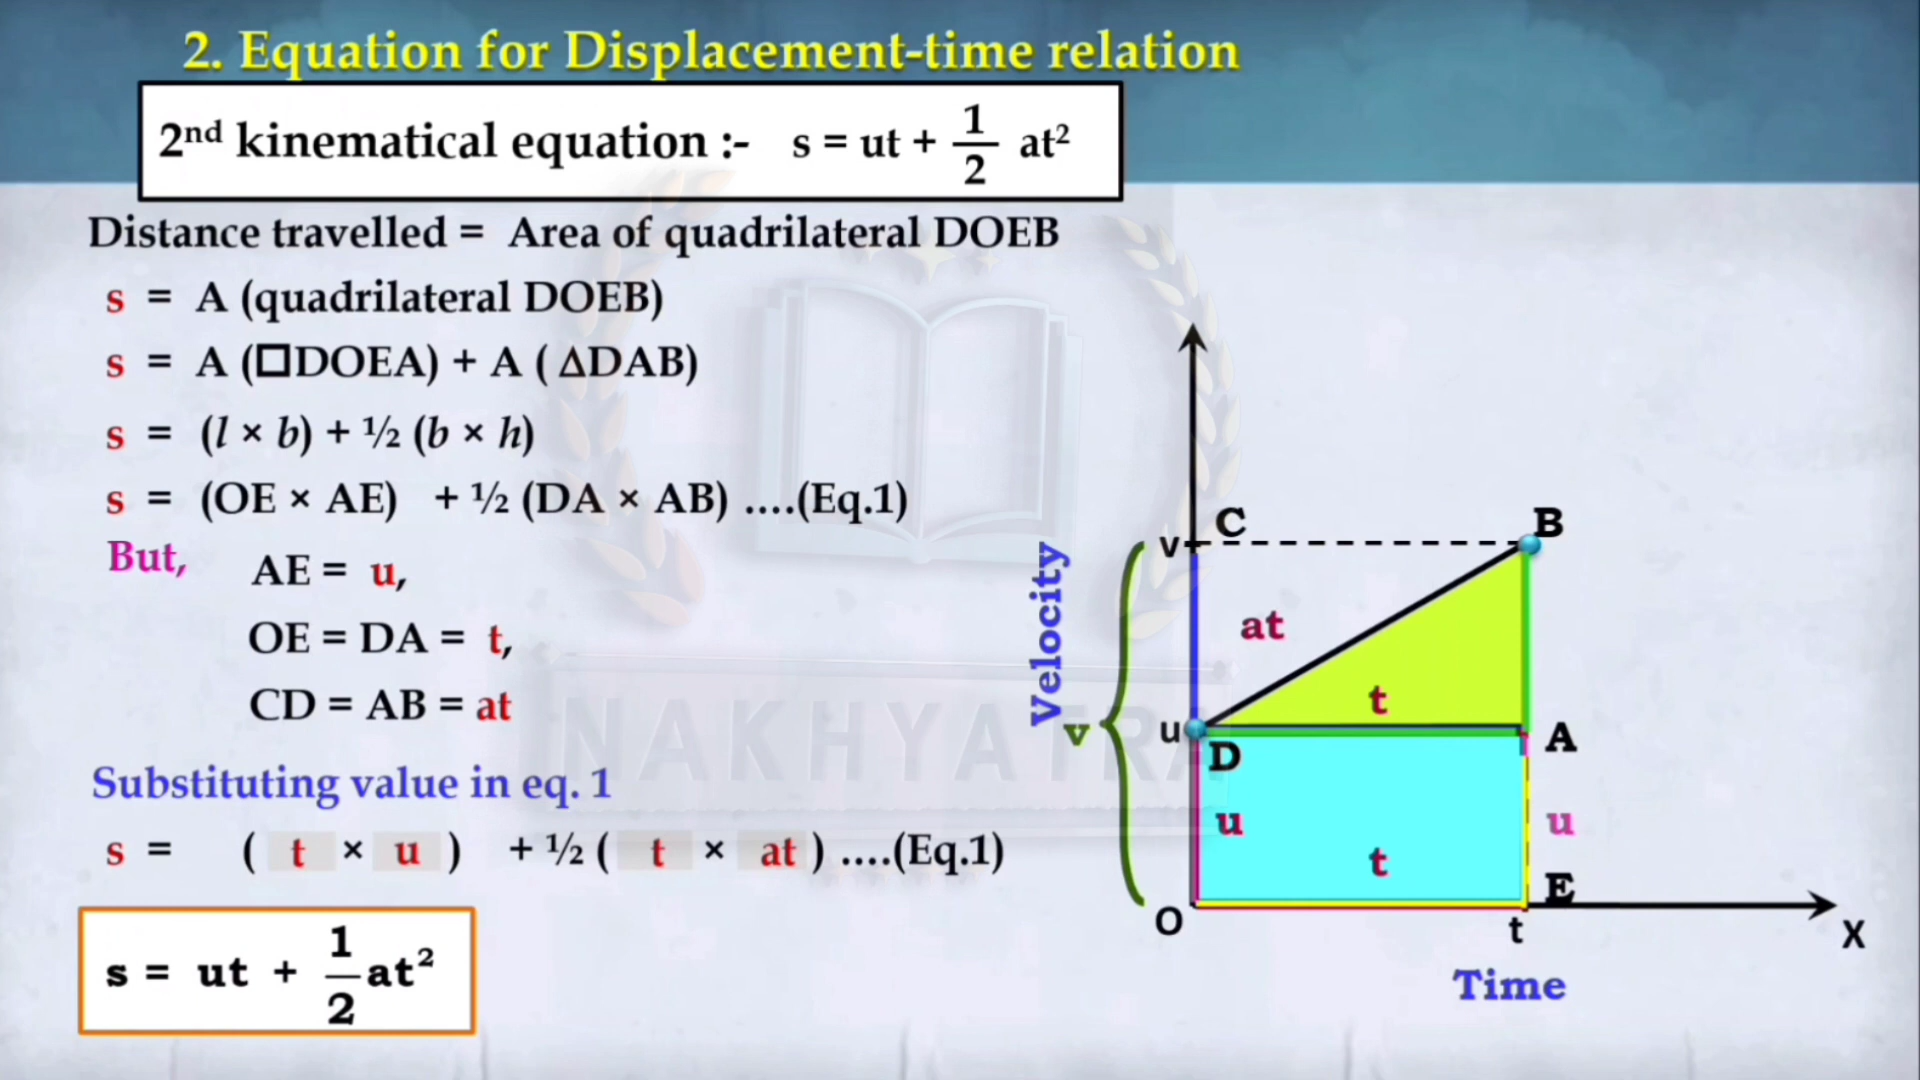 2. Equation for Displacement-time relation
2nd kinematical equation :- s = ut + 1/2 at²
Distance travelled = Area of quadrilateral DOEB
s = A (quadrilateral DOEB)
s = A (□DOEA) + A ( ΔDAB)
s = (l × b) + ½ (b × h)
s = (OE × AE) + ½ (DA × AB) ....(Eq.1)
But, AE = u,
OE = DA = t,
CD = AB = at
Substituting value in eq. 1
s = ( t × u ) + ½ ( t × at ) ....(Eq.1)
s = ut + 1/2 at²
C
B
v
Velocity
at
t
v
u
D
A
u
u
t
E
O
t
X
Time
NAKHYATRA